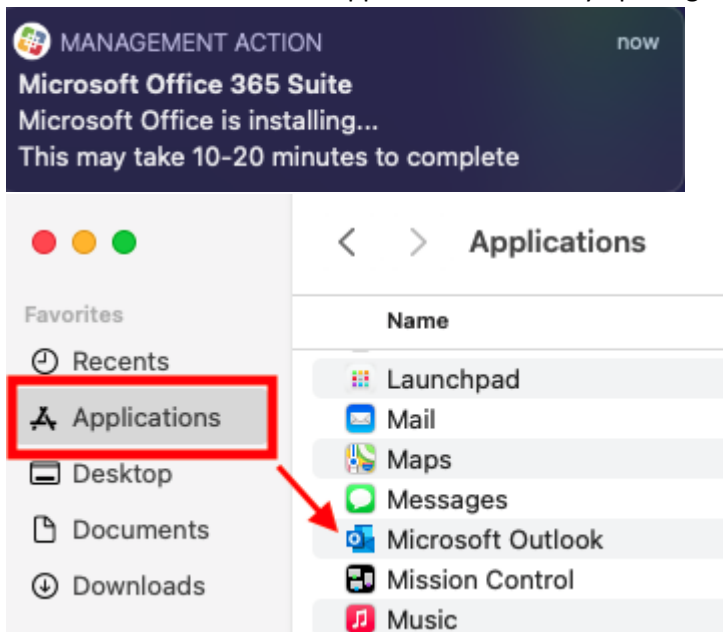 MANAGEMENT ACTION now
Microsoft Office 365 Suite
Microsoft Office is installing...
This may take 10-20 minutes to complete
Applications
Favorites
Recents
Applications
Desktop
Documents
Downloads
Name
Launchpad
Mail
Maps
Messages
Microsoft Outlook
Mission Control
Music